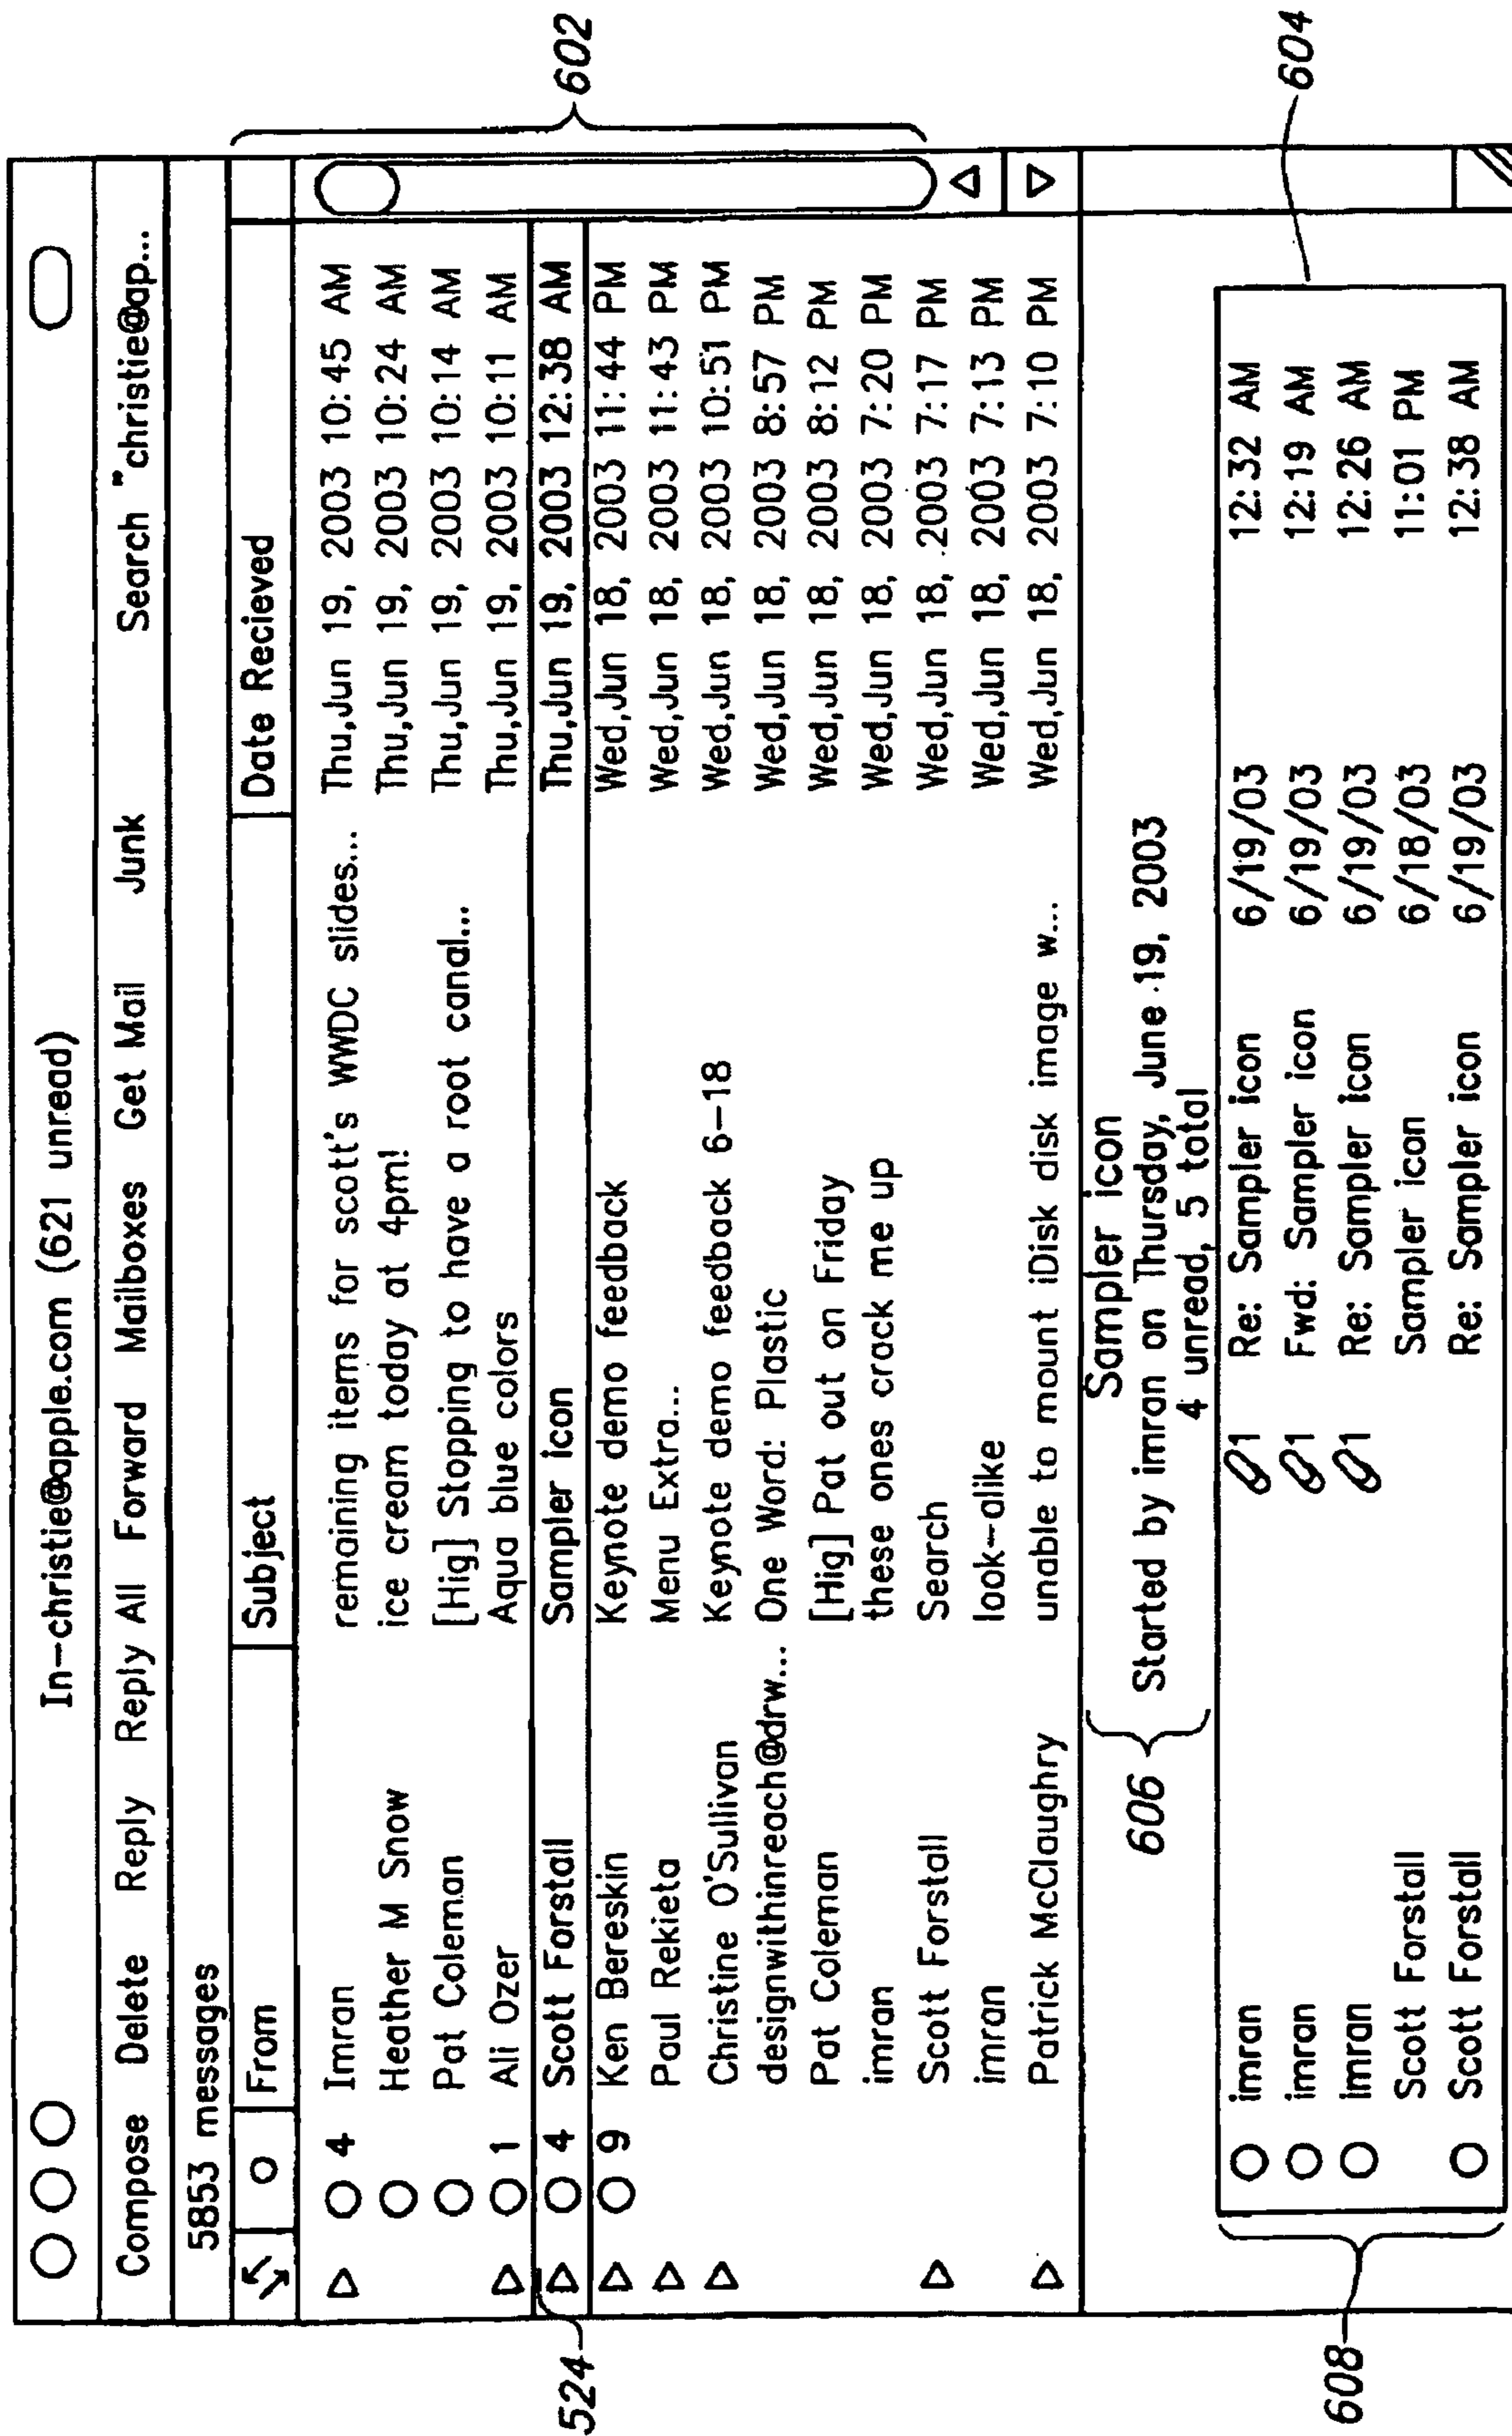 In-christie@apple.com (621 unread)
Compose Delete Reply Reply All Forward Mailboxes Get Mail Junk Search "christie@ap...
5853 messages
From Subject Date Recieved
4 Imran remaining items for scott's WWDC slides... Thu,Jun 19, 2003 10:45 AM
Heather M Snow ice cream today at 4pm! Thu,Jun 19, 2003 10:24 AM
Pat Coleman [Hig] Stopping to have a root canal... Thu,Jun 19, 2003 10:14 AM
1 Ali Ozer Aqua blue colors Thu,Jun 19, 2003 10:11 AM
524 4 Scott Forstall Sampler icon Thu,Jun 19, 2003 12:38 AM
602
9 Ken Bereskin Keynote demo feedback Wed,Jun 18, 2003 11:44 PM
Paul Rekieta Menu Extra... Wed,Jun 18, 2003 11:43 PM
Christine O'Sullivan Keynote demo feedback 6-18 Wed,Jun 18, 2003 10:51 PM
designwithinreach@drw... One Word: Plastic Wed,Jun 18, 2003 8:57 PM
Pat Coleman [Hig] Pat out on Friday Wed,Jun 18, 2003 8:12 PM
imran these ones crack me up Wed,Jun 18, 2003 7:20 PM
Scott Forstall Search Wed,Jun 18, 2003 7:17 PM
imran look-alike Wed,Jun 18, 2003 7:13 PM
Patrick McClaughry unable to mount iDisk disk image w... Wed,Jun 18, 2003 7:10 PM
Sampler icon
606 Started by imran on Thursday, June 19, 2003
4 unread, 5 total
604
imran 1 Re: Sampler icon 6/19/03 12:32 AM
imran 1 Fwd: Sampler icon 6/19/03 12:19 AM
608 imran 1 Re: Sampler icon 6/19/03 12:26 AM
Scott Forstall Sampler icon 6/18/03 11:01 PM
Scott Forstall Re: Sampler icon 6/19/03 12:38 AM